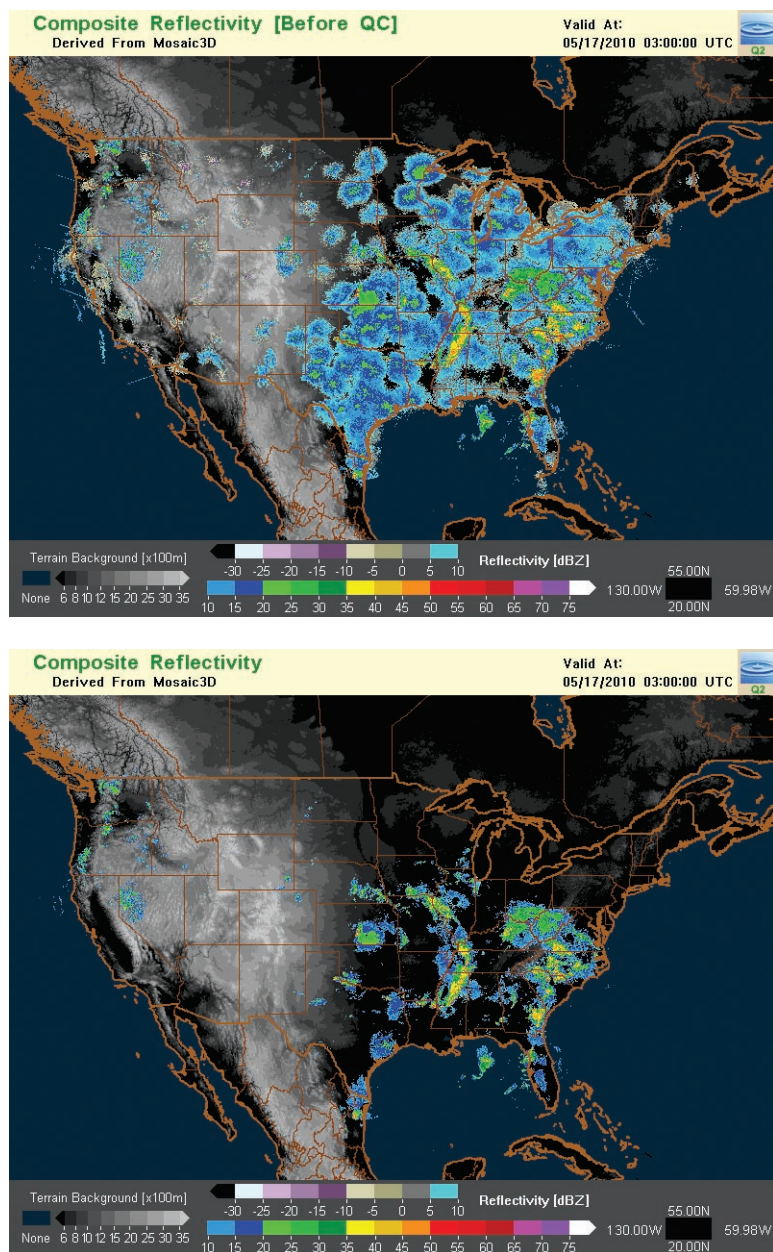 Composite Reflectivity [Before QC]
Derived From Mosaic3D
Valid At:
05/17/2010 03:00:00 UTC
Q2
Terrain Background [x100m]
None
6 8 10 12 15 20 25 30 35
-30 -25 -20 -15 -10 -5 0 5 10
Reflectivity [dBZ]
10 15 20 25 30 35 40 45 50 55 60 65 70 75
130.00W
55.00N
20.00N
59.98W
Composite Reflectivity
Derived From Mosaic3D
Valid At:
05/17/2010 03:00:00 UTC
Q2
Terrain Background [x100m]
None
6 8 10 12 15 20 25 30 35
-30 -25 -20 -15 -10 -5 0 5 10
Reflectivity [dBZ]
10 15 20 25 30 35 40 45 50 55 60 65 70 75
130.00W
55.00N
20.00N
59.98W